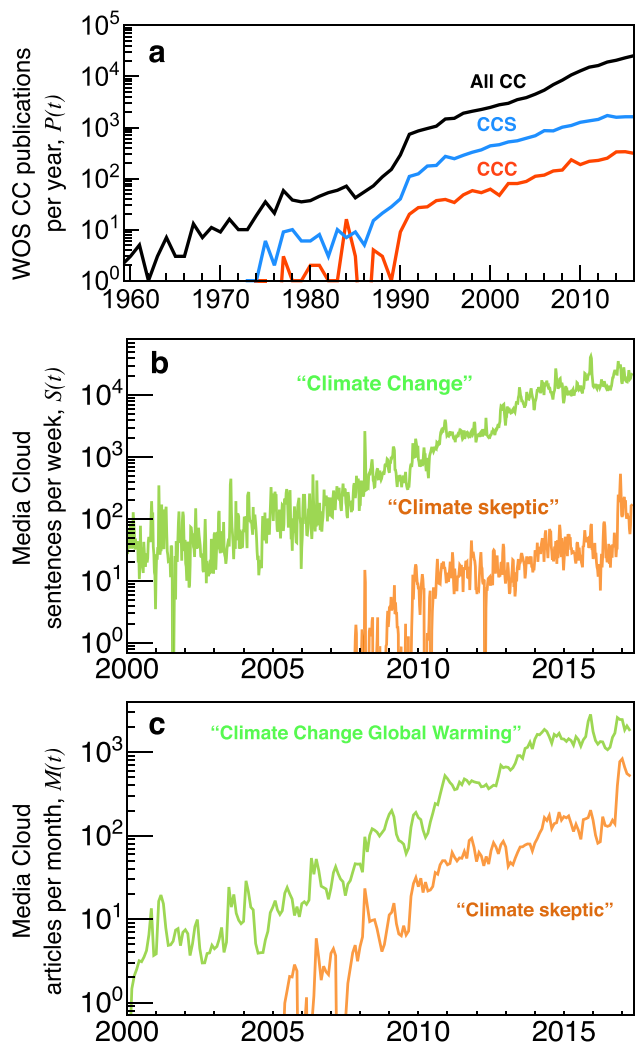 a
WOS CC publications
per year, P(t)
10^5
10^4
10^3
10^2
10^1
10^0
All CC
CCS
CCC
1960 1970 1980 1990 2000 2010
b
Media Cloud
sentences per week, S(t)
10^4
10^3
10^2
10^1
10^0
“Climate Change”
“Climate skeptic”
2000 2005 2010 2015
c
Media Cloud
articles per month, M(t)
10^3
10^2
10^1
10^0
“Climate Change Global Warming”
“Climate skeptic”
2000 2005 2010 2015